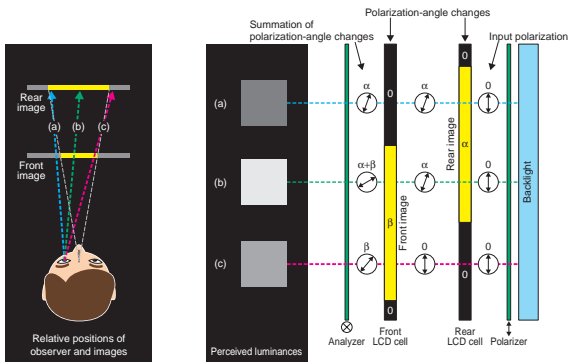 Rear
image
(a)
(b)
(c)
Front
image
Relative positions of
observer and images
Summation of
polarization-angle changes
Polarization-angle changes
Input polarization
(a)
α
0
α
0
0
(b)
α+β
β
Front image
α
Rear image
α
0
Backlight
(c)
β
0
0
0
0
Perceived luminances
Analyzer
Front
LCD cell
Rear
LCD cell
Polarizer